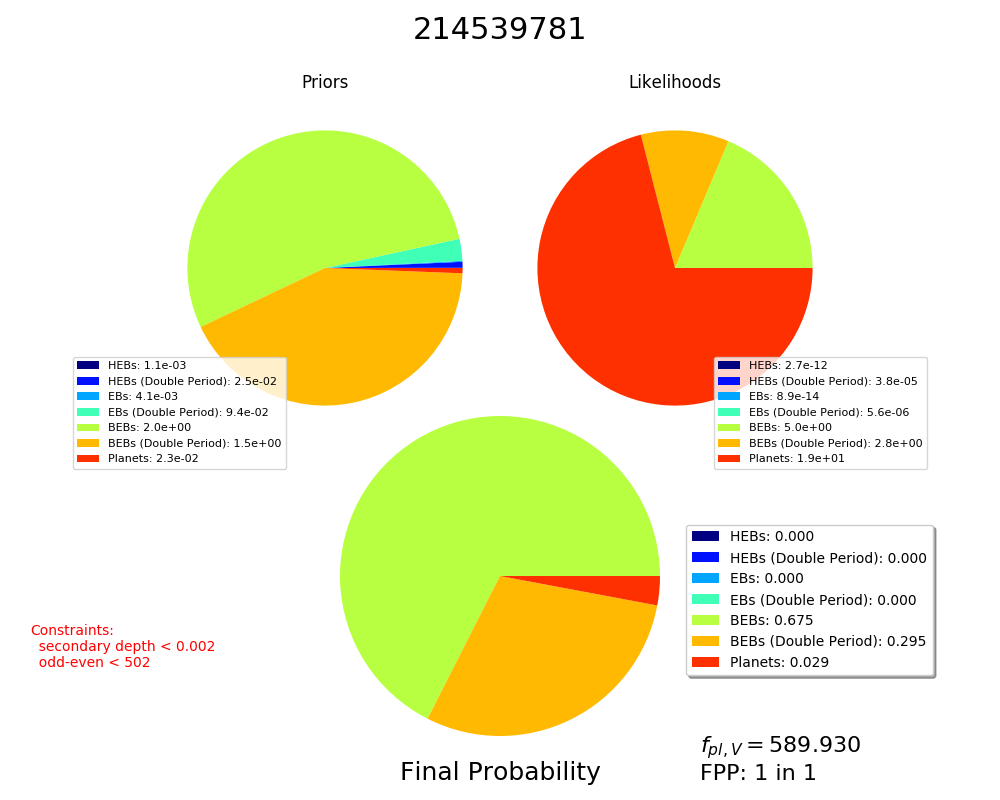 214539781
Priors
Likelihoods
HEBs: 1.1e-03
HEBs (Double Period): 2.5e-02
EBs: 4.1e-03
EBs (Double Period): 9.4e-02
BEBs: 2.0e+00
BEBs (Double Period): 1.5e+00
Planets: 2.3e-02
HEBs: 2.7e-12
HEBs (Double Period): 3.8e-05
EBs: 8.9e-14
EBs (Double Period): 5.6e-06
BEBs: 5.0e+00
BEBs (Double Period): 2.8e+00
Planets: 1.9e+01
HEBs: 0.000
HEBs (Double Period): 0.000
EBs: 0.000
EBs (Double Period): 0.000
BEBs: 0.675
BEBs (Double Period): 0.295
Planets: 0.029
Constraints:
secondary depth < 0.002
odd-even < 502
Final Probability
f_{pl,V} = 589.930
FPP: 1 in 1